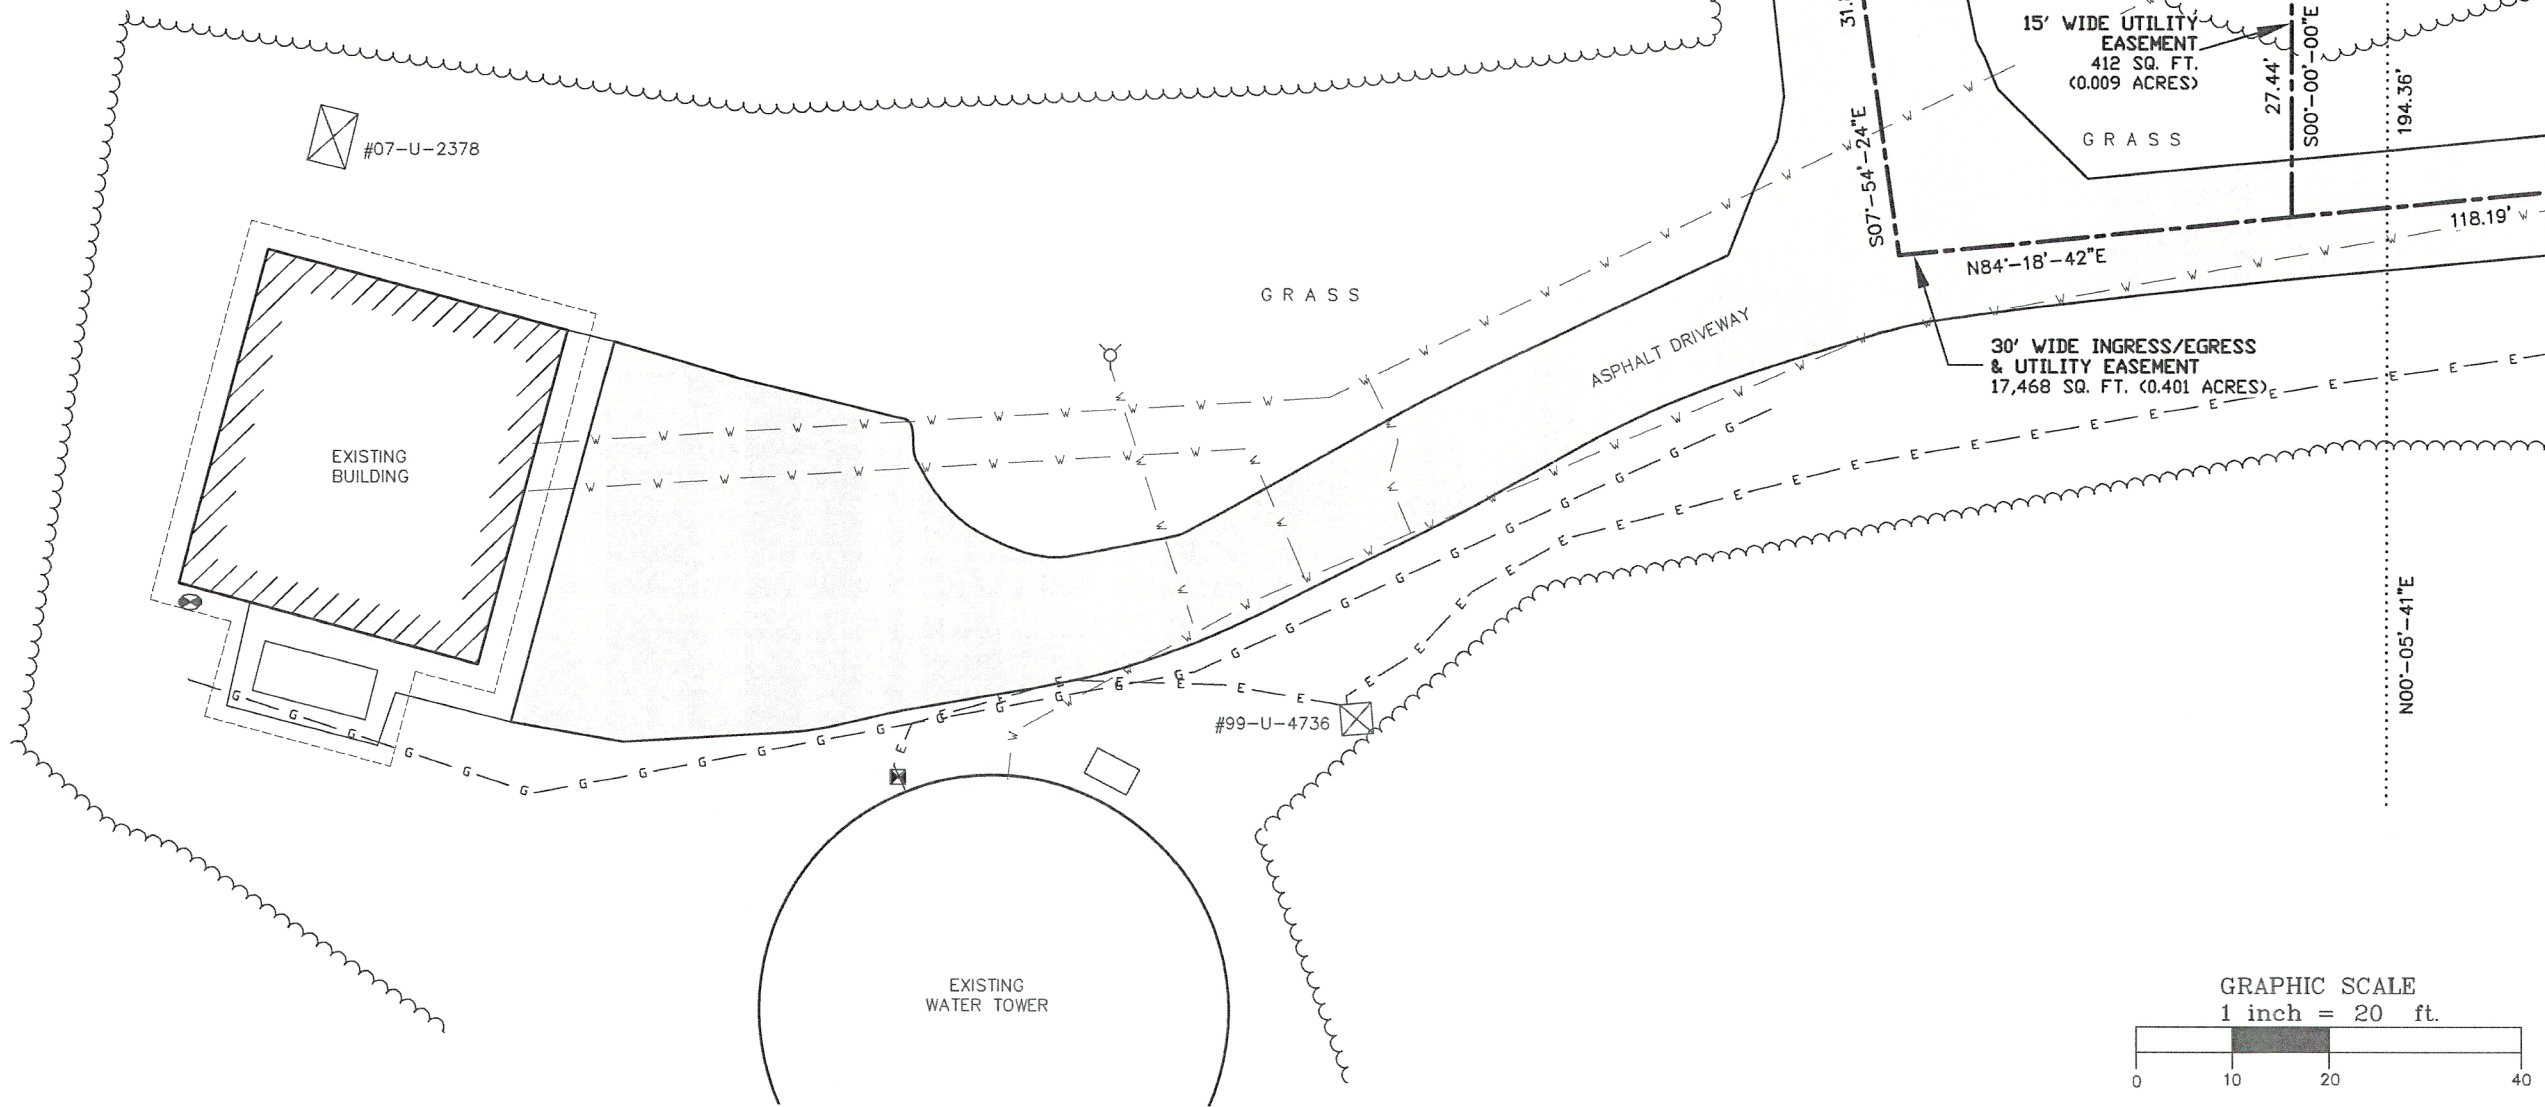 15' WIDE UTILITY
EASEMENT
412 SQ. FT.
(0.009 ACRES)
27.44'
S00°-00'-00"E
194.36'
GRASS
#07-U-2378
S07°-54'-24"E
118.19'
N84°-18'-42"E
GRASS
ASPHALT DRIVEWAY
30' WIDE INGRESS/EGRESS
& UTILITY EASEMENT
17,468 SQ. FT. (0.401 ACRES)
EXISTING
BUILDING
#99-U-4736
N00°-05'-41"E
EXISTING
WATER TOWER
GRAPHIC SCALE
1 inch = 20 ft.
0 10 20 40